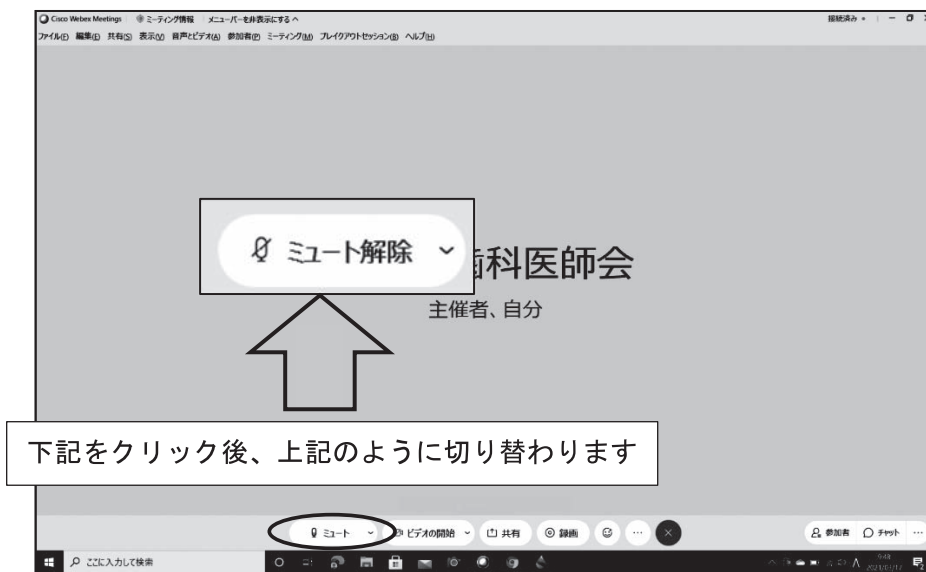 Cisco Webex Meetings ミーティング情報 メニューバーを非表示にする 接続済み
ファイル(F) 編集(E) 共有(S) 表示(V) 音声とビデオ(A) 参加者(P) ミーティング(M) ブレイクアウトセッション(B) ヘルプ(H)
ミュート解除
歯科医師会
主催者、自分
下記をクリック後、上記のように切り替わります
ミュート ビデオの開始 共有 録画 … 参加者 チャット …
ここに入力して検索